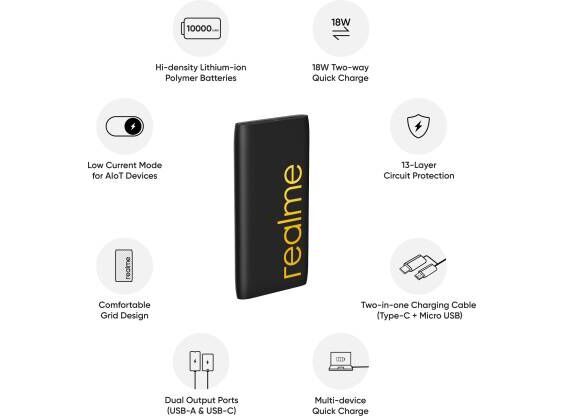 10000mAh
18W
Hi-density Lithium-ion
Polymer Batteries
18W Two-way
Quick Charge
Low Current Mode
for AIoT Devices
13-Layer
Circuit Protection
realme
realme
Comfortable
Grid Design
Two-in-one Charging Cable
(Type-C + Micro USB)
Dual Output Ports
(USB-A & USB-C)
Multi-device
Quick Charge